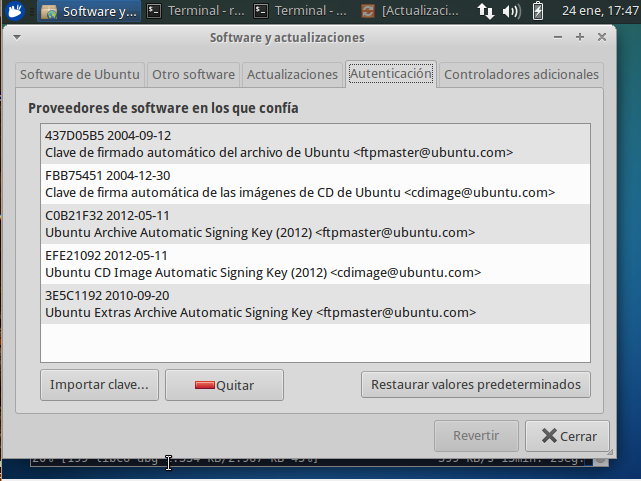 Software y... Terminal - r... Terminal - ... [Actualizaci... 24 ene, 17:47
Software y actualizaciones
Software de Ubuntu Otro software Actualizaciones Autenticación Controladores adicionales
Proveedores de software en los que confía
437D05B5 2004-09-12
Clave de firmado automático del archivo de Ubuntu <ftpmaster@ubuntu.com>
FBB75451 2004-12-30
Clave de firma automática de las imágenes de CD de Ubuntu <cdimage@ubuntu.com>
C0B21F32 2012-05-11
Ubuntu Archive Automatic Signing Key (2012) <ftpmaster@ubuntu.com>
EFE21092 2012-05-11
Ubuntu CD Image Automatic Signing Key (2012) <cdimage@ubuntu.com>
3E5C1192 2010-09-20
Ubuntu Extras Archive Automatic Signing Key <ftpmaster@ubuntu.com>
Importar clave... Quitar Restaurar valores predeterminados
Revertir Cerrar